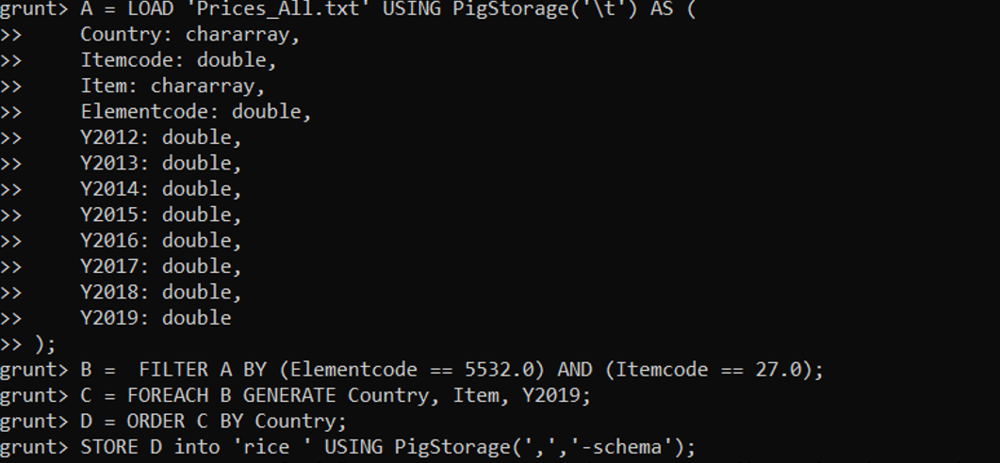 grunt> A = LOAD 'Prices_All.txt' USING PigStorage('\t') AS (
>>     Country: chararray,
>>     Itemcode: double,
>>     Item: chararray,
>>     Elementcode: double,
>>     Y2012: double,
>>     Y2013: double,
>>     Y2014: double,
>>     Y2015: double,
>>     Y2016: double,
>>     Y2017: double,
>>     Y2018: double,
>>     Y2019: double
>> );
grunt> B =  FILTER A BY (Elementcode == 5532.0) AND (Itemcode == 27.0);
grunt> C = FOREACH B GENERATE Country, Item, Y2019;
grunt> D = ORDER C BY Country;
grunt> STORE D into 'rice ' USING PigStorage(',','-schema');